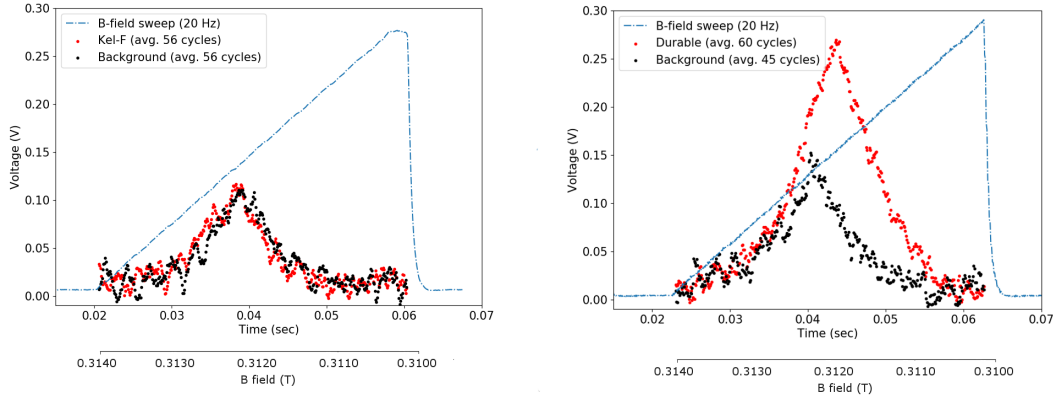 B-field sweep (20 Hz)
Kel-F (avg. 56 cycles)
Background (avg. 56 cycles)
0.30
0.25
0.20
0.15
0.10
0.05
0.00
Voltage (V)
0.02 0.03 0.04 0.05 0.06 0.07
Time (sec)
0.3140 0.3130 0.3120 0.3110 0.3100
B field (T)
B-field sweep (20 Hz)
Durable (avg. 60 cycles)
Background (avg. 45 cycles)
0.30
0.25
0.20
0.15
0.10
0.05
0.00
Voltage (V)
0.02 0.03 0.04 0.05 0.06 0.07
Time (sec)
0.3140 0.3130 0.3120 0.3110 0.3100
B field (T)